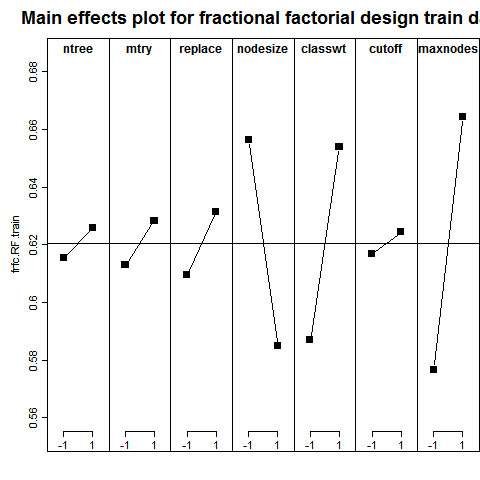 Main effects plot for fractional factorial design train d
ntree mtry replace nodesize classwt cutoff maxnodes
0.68
0.66
0.64
0.62
0.6
0.58
0.56
frfc.RF.train
-1 1 -1 1 -1 1 -1 1 -1 1 -1 1 -1 1